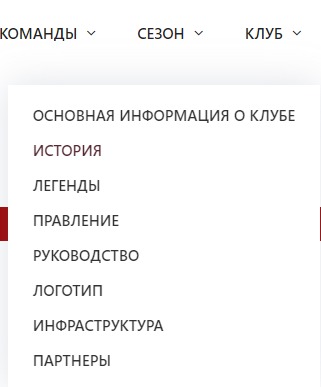 КОМАНДЫ СЕЗОН КЛУБ
ОСНОВНАЯ ИНФОРМАЦИЯ О КЛУБЕ
ИСТОРИЯ
ЛЕГЕНДЫ
ПРАВЛЕНИЕ
РУКОВОДСТВО
ЛОГОТИП
ИНФРАСТРУКТУРА
ПАРТНЕРЫ